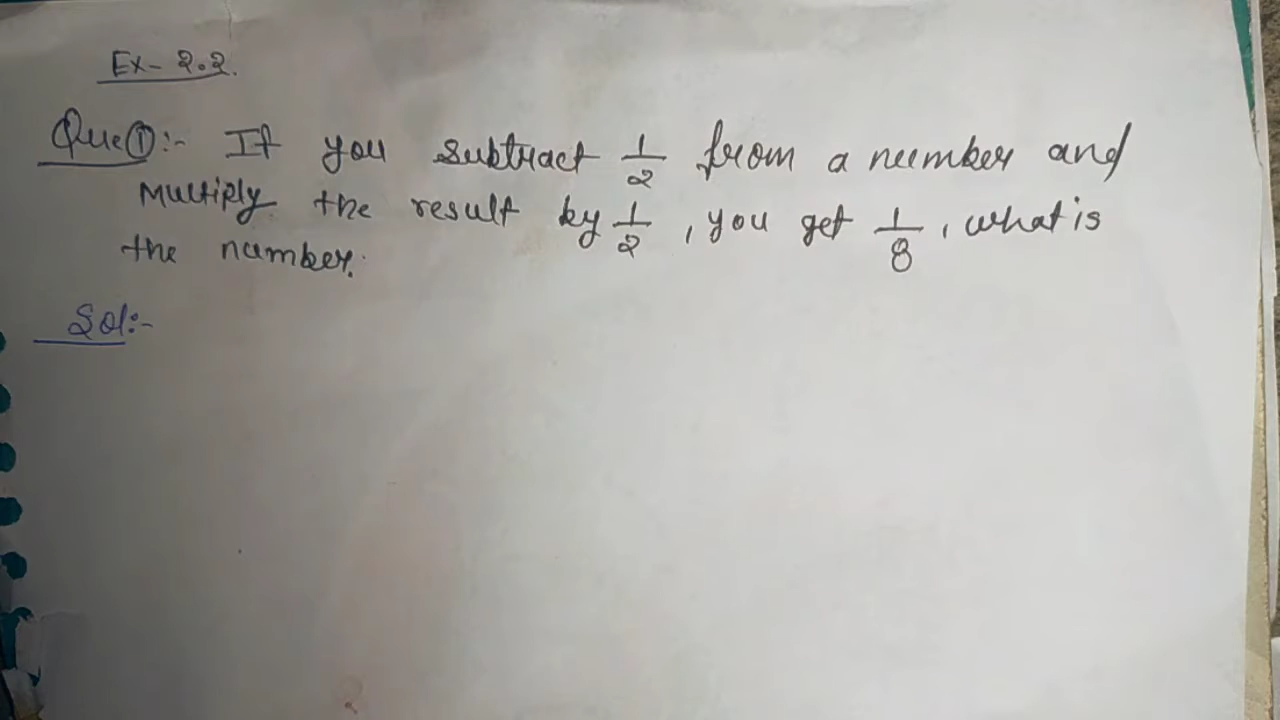 Ex- 2.2.
Que①:- If you subtract 1/2 from a number and
Multiply the result by 1/2, you get 1/8, what is
the number.
Sol:-